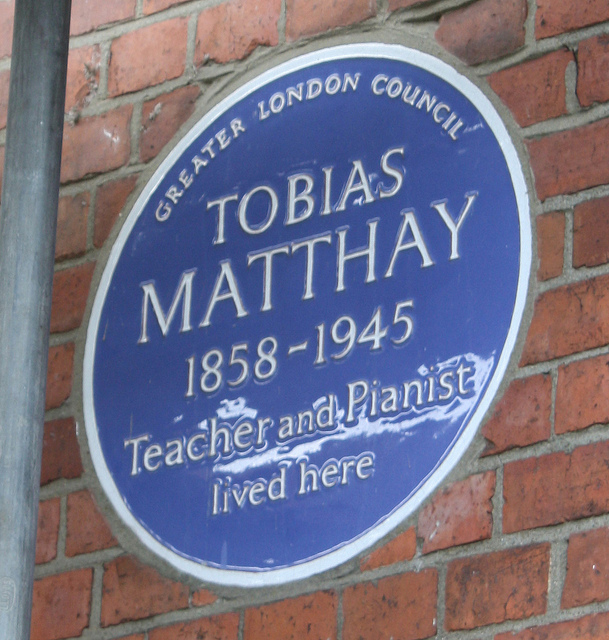 GREATER LONDON COUNCIL
TOBIAS
MATTHAY
1858-1945
Teacher and Pianist
lived here